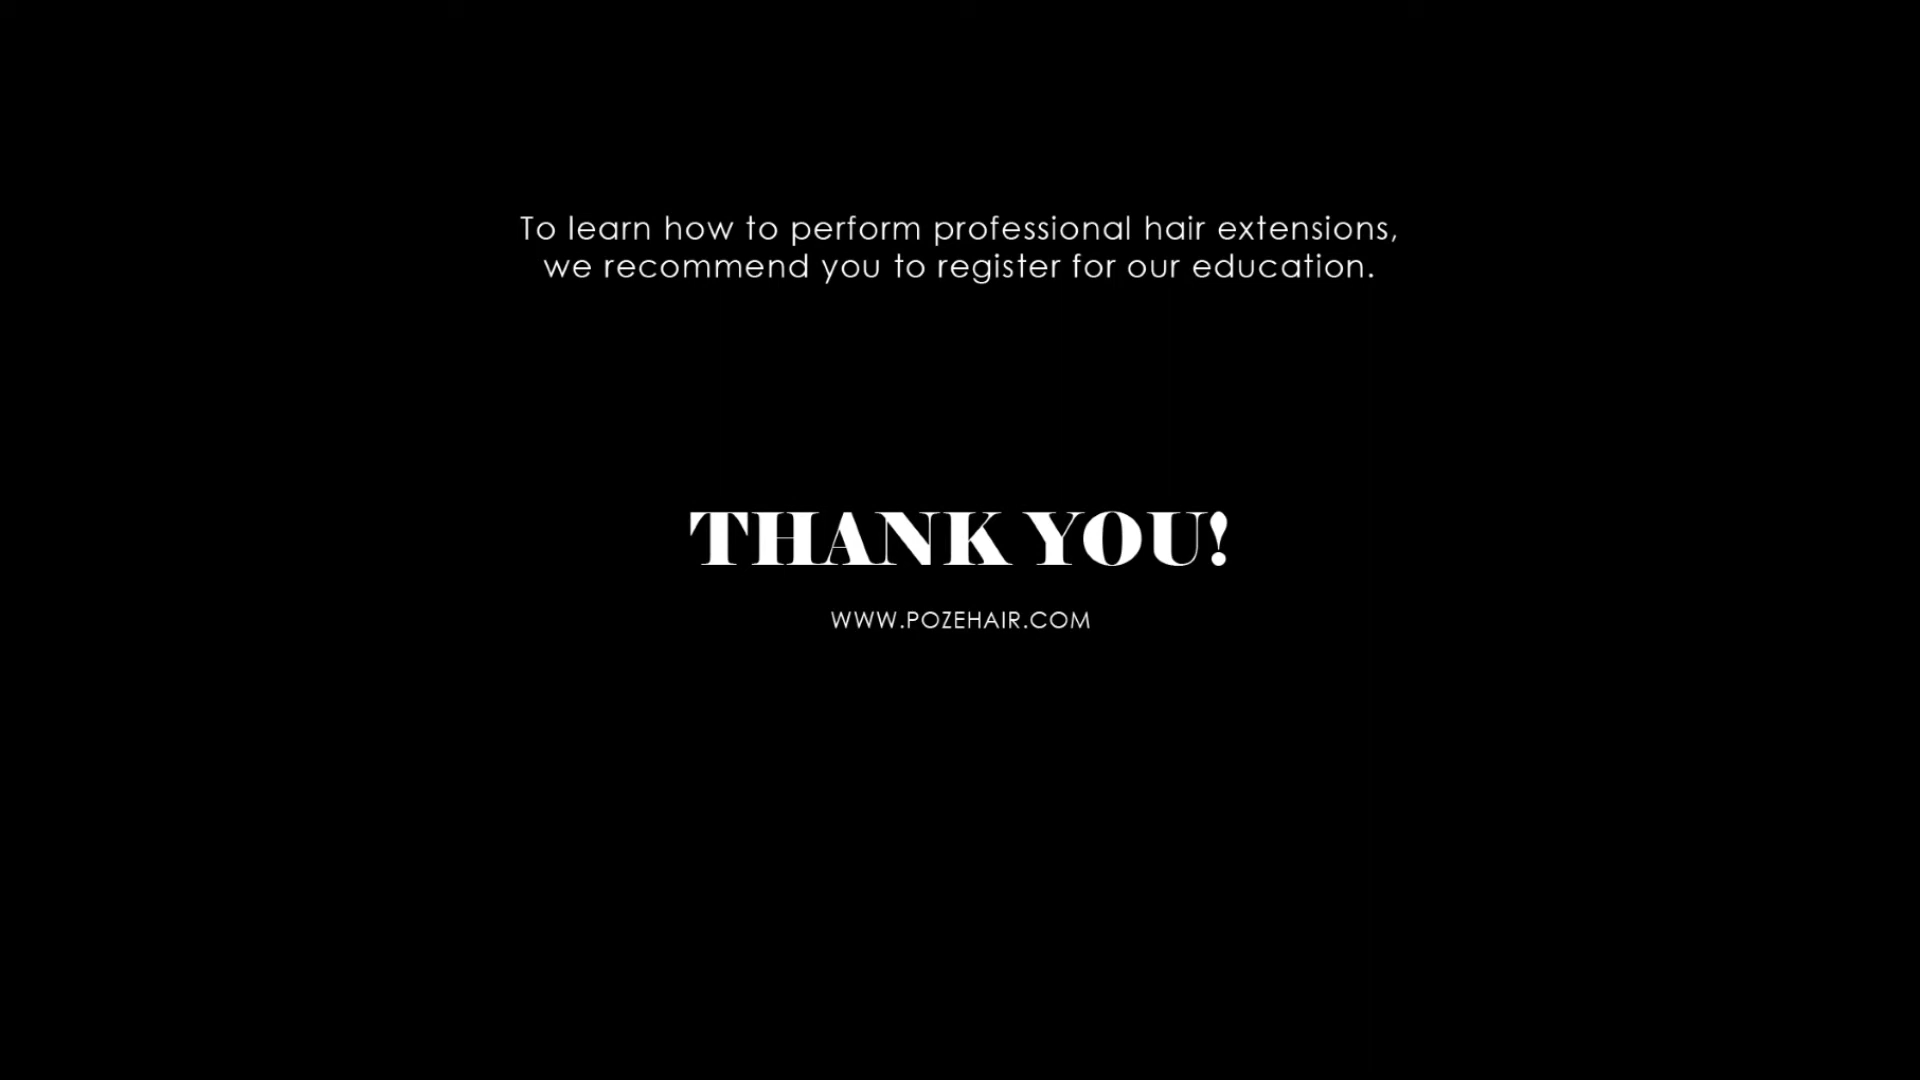 To learn how to perform professional hair extensions,
we recommend you to register for our education.
THANK YOU!
WWW.POZEHAIR.COM